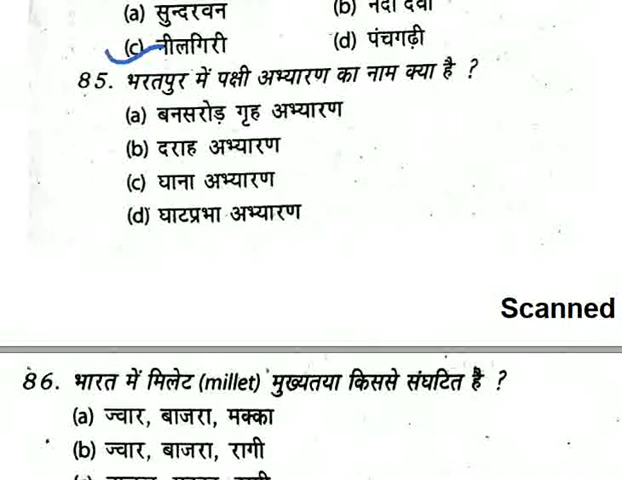 (a) सुन्दरवन (b) नंदा देवी
(c) नीलगिरी (d) पंचगढ़ी
85. भरतपुर में पक्षी अभ्यारण का नाम क्या है ?
(a) बनसरोड़ गृह अभ्यारण
(b) दराह अभ्यारण
(c) घाना अभ्यारण
(d) घाटप्रभा अभ्यारण
Scanned
86. भारत में मिलेट (millet) मुख्यतया किससे संघटित है ?
(a) ज्वार, बाजरा, मक्का
(b) ज्वार, बाजरा, रागी